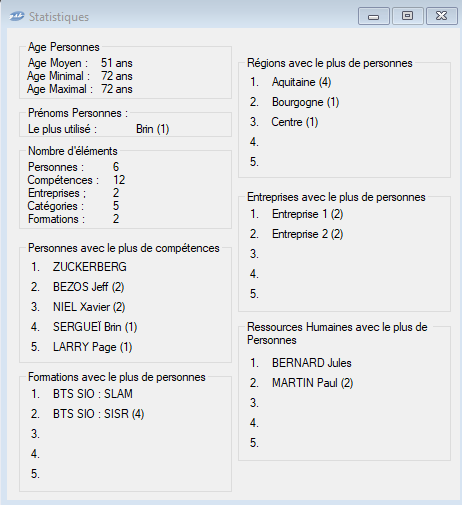 Statistiques
Age Personnes
Age Moyen : 51 ans
Age Minimal : 72 ans
Age Maximal : 72 ans
Prénoms Personnes :
Le plus utilisé : Brin (1)
Nombre d'éléments
Personnes : 6
Compétences : 12
Entreprises ; 2
Catégories : 5
Formations : 2
Personnes avec le plus de compétences
1. ZUCKERBERG
2. BEZOS Jeff (2)
3. NIEL Xavier (2)
4. SERGUEÏ Brin (1)
5. LARRY Page (1)
Formations avec le plus de personnes
1. BTS SIO : SLAM
2. BTS SIO : SISR (4)
3.
4.
5.
Régions avec le plus de personnes
1. Aquitaine (4)
2. Bourgogne (1)
3. Centre (1)
4.
5.
Entreprises avec le plus de personnes
1. Entreprise 1 (2)
2. Entreprise 2 (2)
3.
4.
5.
Ressources Humaines avec le plus de
Personnes
1. BERNARD Jules
2. MARTIN Paul (2)
3.
4.
5.